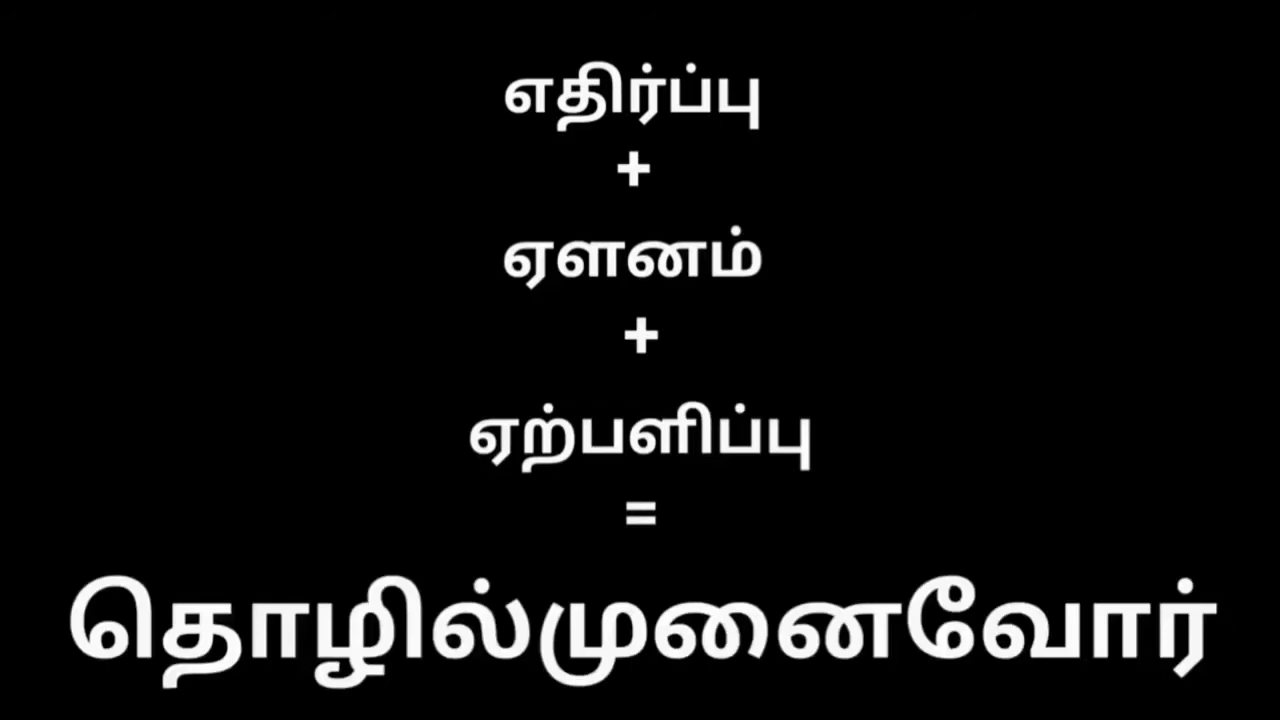 எதிர்ப்பு
+
ஏளனம்
+
ஏற்பளிப்பு
=
தொழில்முனைவோர்